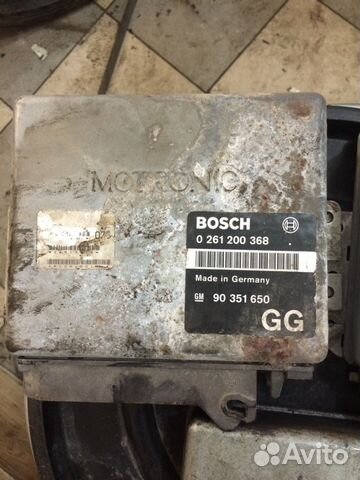 MOTRONIC
BOSCH
0 261 200 368
Made in Germany
GM 90 351 650
GG
Avito